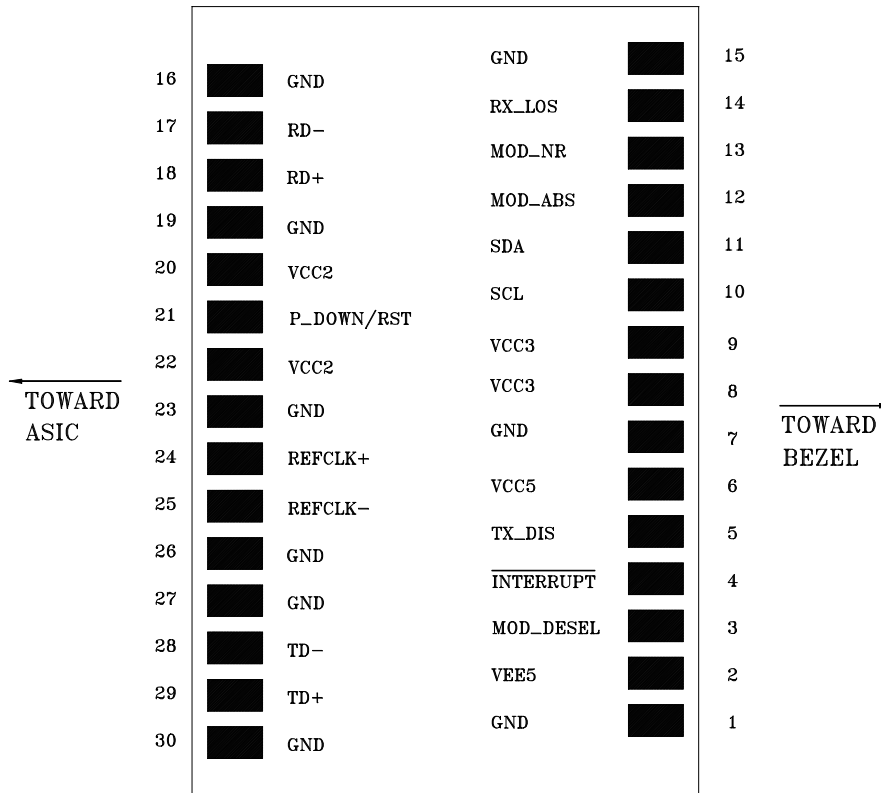 GND 15
16 GND
RX_LOS 14
17 RD-
MOD_NR 13
18 RD+
MOD_ABS 12
19 GND
SDA 11
20 VCC2
SCL 10
21 P_DOWN/RST
VCC3 9
22 VCC2
VCC3 8
TOWARD ASIC
23 GND
GND 7
TOWARD BEZEL
24 REFCLK+
VCC5 6
25 REFCLK-
TX_DIS 5
26 GND
INTERRUPT 4
27 GND
MOD_DESEL 3
28 TD-
VEE5 2
29 TD+
GND 1
30 GND